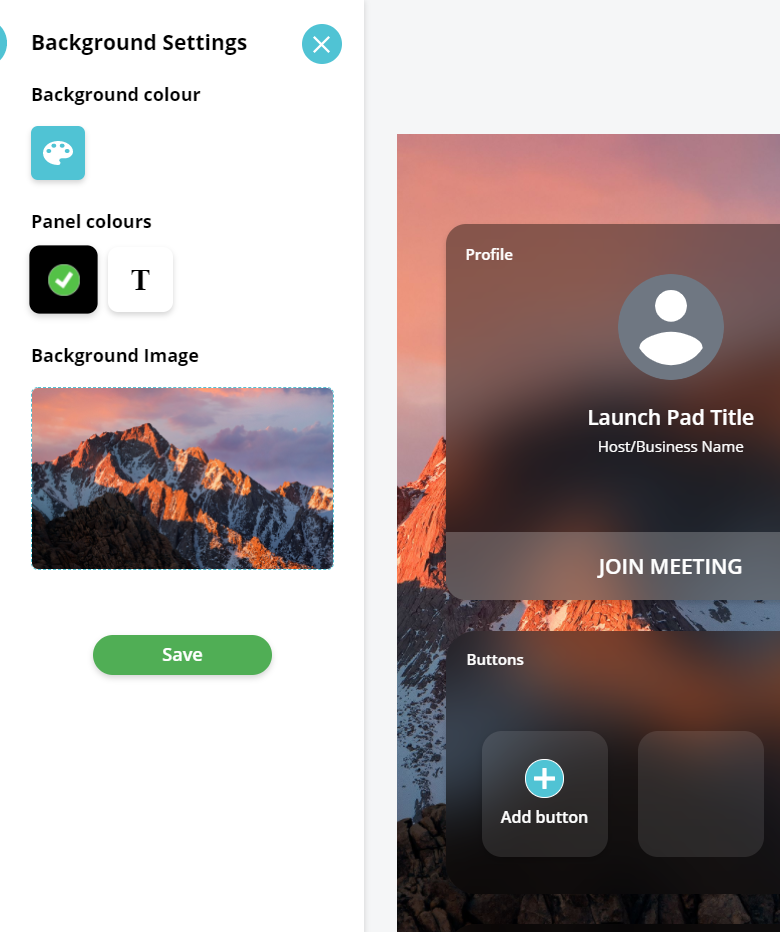 Background Settings
Background colour
Panel colours
T
Background Image
Save
Profile
Launch Pad Title
Host/Business Name
JOIN MEETING
Buttons
Add button